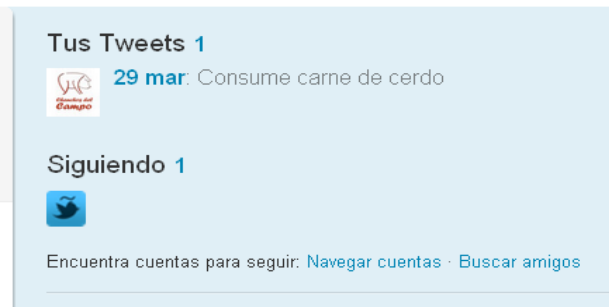 Tus Tweets 1
29 mar: Consume carne de cerdo
Campo
Siguiendo 1
Encuentra cuentas para seguir: Navegar cuentas · Buscar amigos